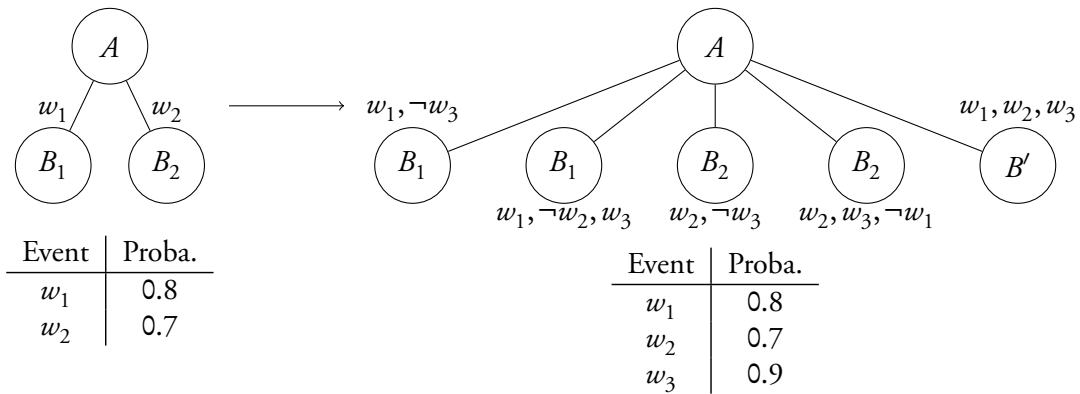 A
w1 w2
B1 B2
Event Proba.
w1 0.8
w2 0.7
A
w1, ¬w3 w1, w2, w3
B1 B1 B2 B2 B′
w1, ¬w2, w3 w2, ¬w3 w2, w3, ¬w1
Event Proba.
w1 0.8
w2 0.7
w3 0.9